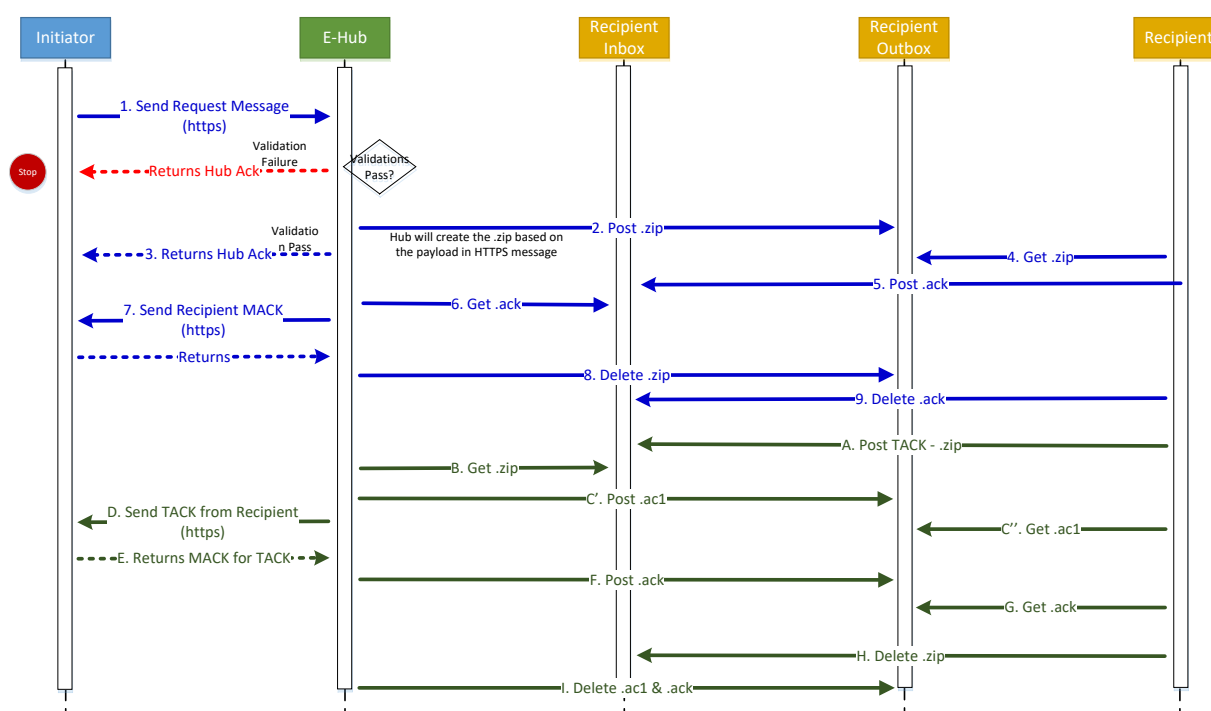 Initiator
E-Hub
Recipient
Inbox
Recipient
Outbox
Recipient
1. Send Request Message
(https)
Validation
Failure
Validations
Pass?
Stop
Returns Hub Ack
2. Post .zip
Validatio
n Pass
Hub will create the .zip based on
the payload in HTTPS message
3. Returns Hub Ack
4. Get .zip
5. Post .ack
6. Get .ack
7. Send Recipient MACK
(https)
Returns
8. Delete .zip
9. Delete .ack
A. Post TACK - .zip
B. Get .zip
C'. Post .ac1
D. Send TACK from Recipient
(https)
C''. Get .ac1
E. Returns MACK for TACK
F. Post .ack
G. Get .ack
H. Delete .zip
I. Delete .ac1 & .ack